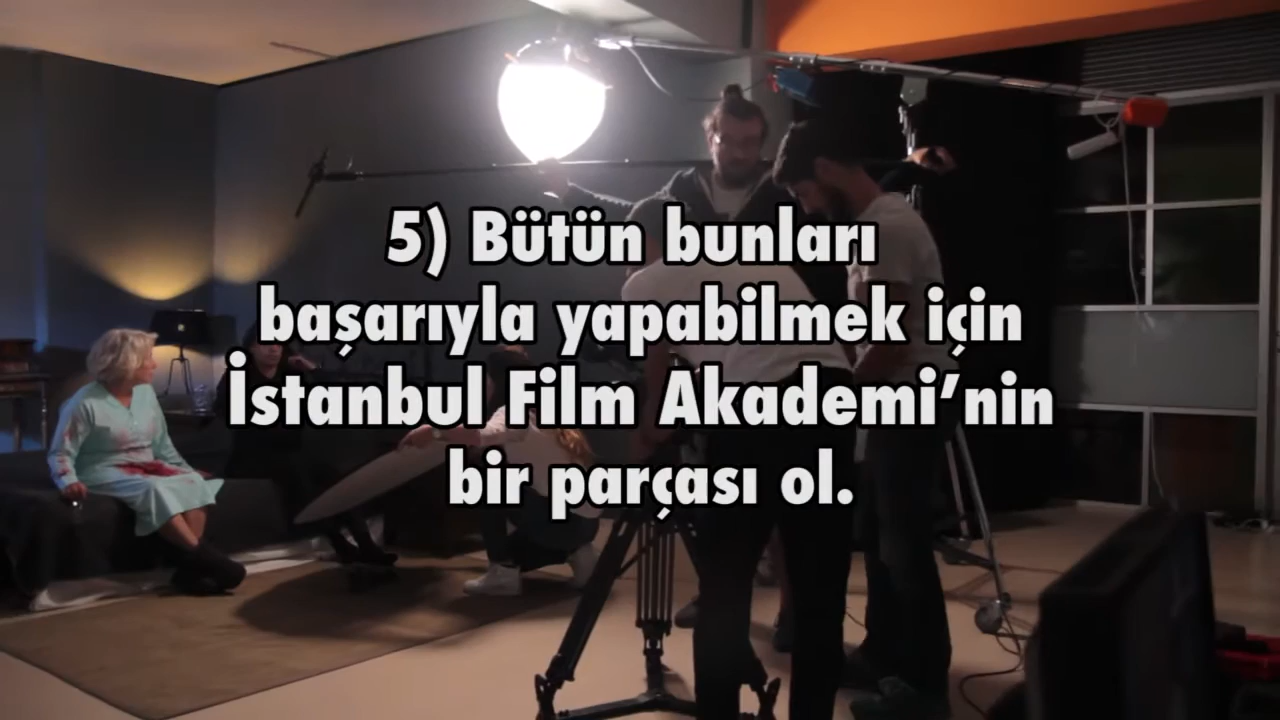 5) Bütün bunları
başarıyla yapabilmek için
İstanbul Film Akademi’nin
bir parçası ol.